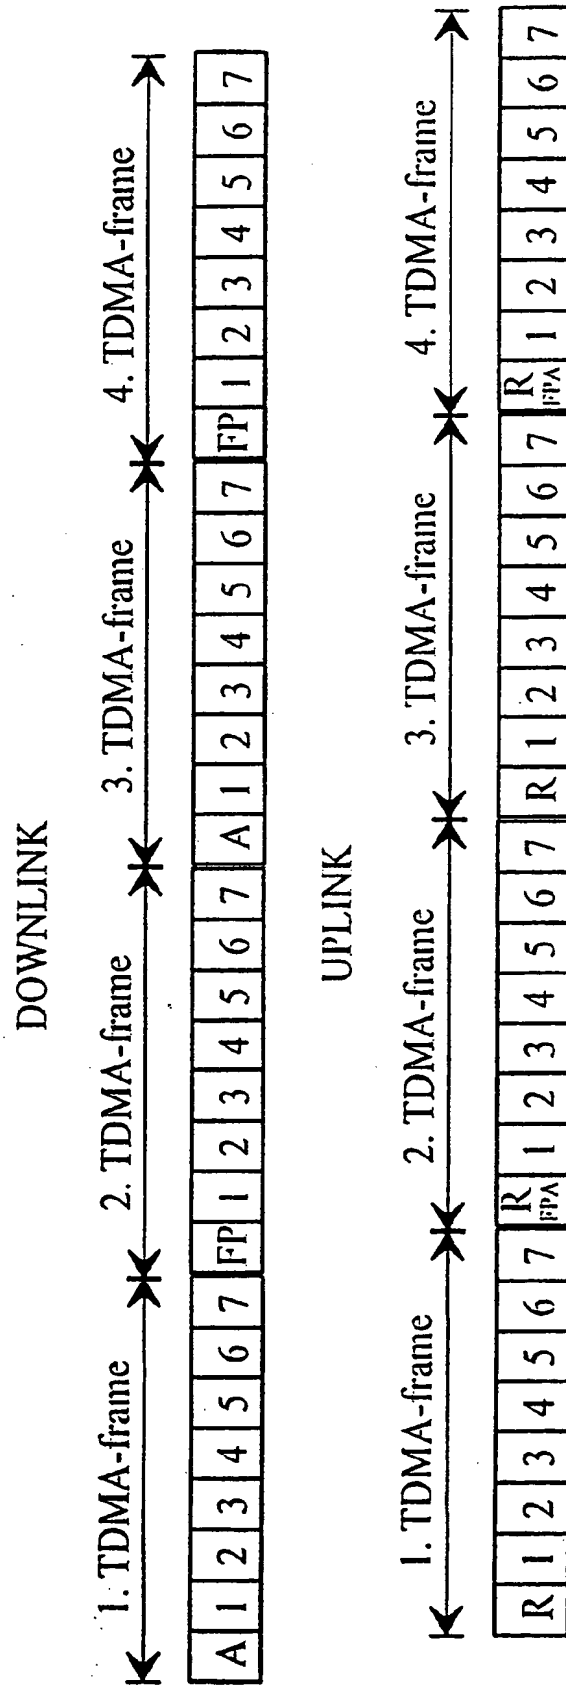 DOWNLINK
1. TDMA-frame 2. TDMA-frame 3. TDMA-frame 4. TDMA-frame
A 1 2 3 4 5 6 7 FP 1 2 3 4 5 6 7 A 1 2 3 4 5 6 7 FP 1 2 3 4 5 6 7
UPLINK
1. TDMA-frame 2. TDMA-frame 3. TDMA-frame 4. TDMA-frame
R 1 2 3 4 5 6 7 R 1 2 3 4 5 6 7 R 1 2 3 4 5 6 7 R 1 2 3 4 5 6 7
FPA FPA